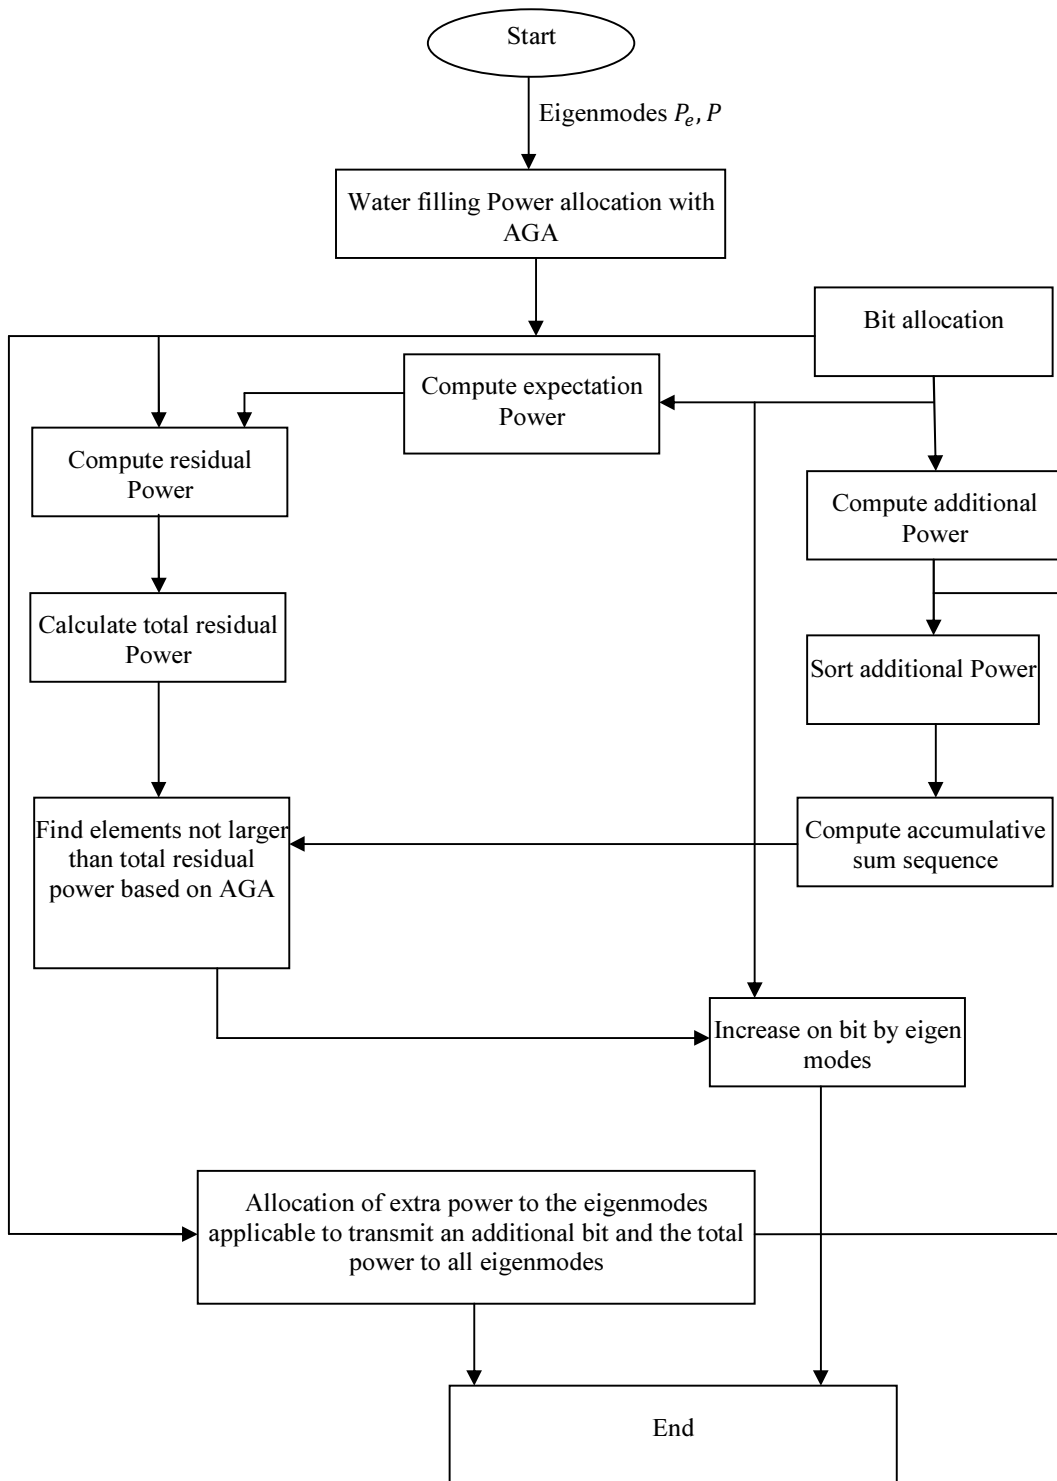 Start
Eigenmodes P_e, P
Water filling Power allocation with
AGA
Bit allocation
Compute expectation
Power
Compute residual
Power
Compute additional
Power
Calculate total residual
Power
Sort additional Power
Find elements not larger
than total residual
power based on AGA
Compute accumulative
sum sequence
Increase on bit by eigen
modes
Allocation of extra power to the eigenmodes
applicable to transmit an additional bit and the total
power to all eigenmodes
End